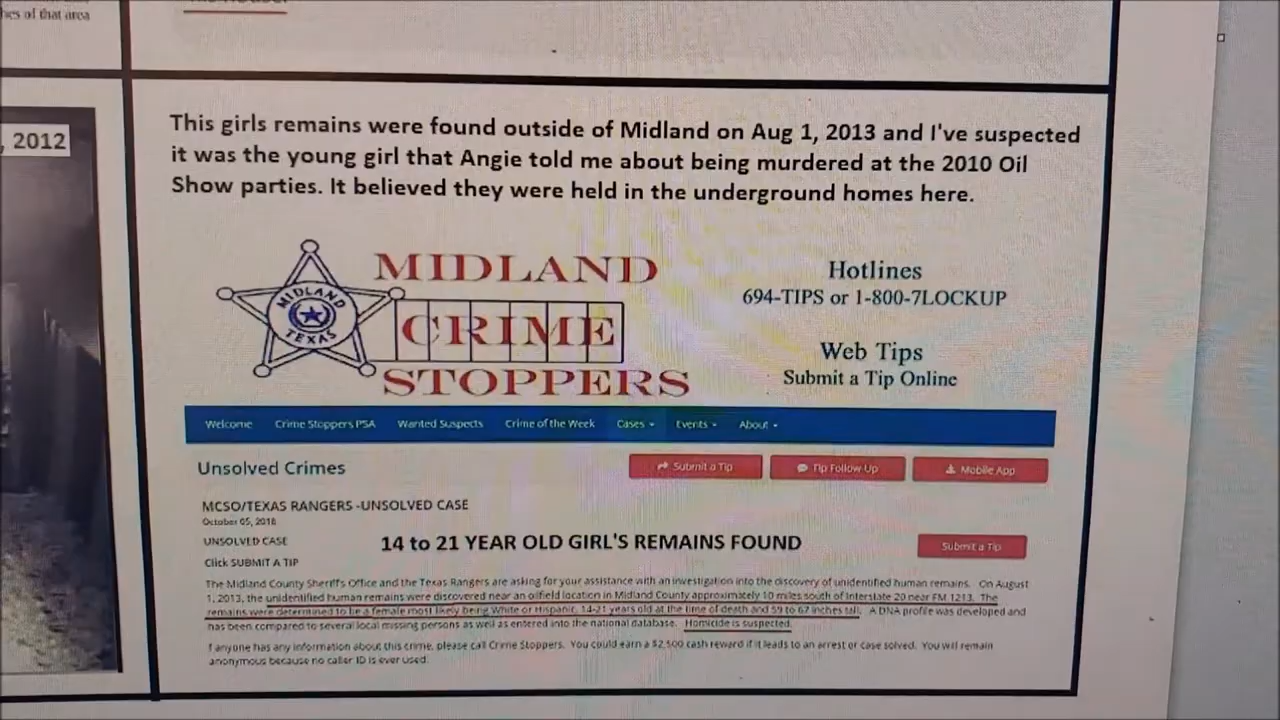 hes of that area
, 2012
This girls remains were found outside of Midland on Aug 1, 2013 and I've suspected
it was the young girl that Angie told me about being murdered at the 2010 Oil
Show parties. It believed they were held in the underground homes here.
MIDLAND
CRIME
STOPPERS
MIDLAND
TEXAS
Hotlines
694-TIPS or 1-800-7LOCKUP
Web Tips
Submit a Tip Online
Welcome Crime Stoppers PSA Wanted Suspects Crime of the Week Cases Events About
Unsolved Crimes
Submit a Tip Tip Follow Up Mobile App
MCSO/TEXAS RANGERS -UNSOLVED CASE
October 05, 2018
UNSOLVED CASE
14 to 21 YEAR OLD GIRL'S REMAINS FOUND
Submit a Tip
Click SUBMIT A TIP
The Midland County Sheriff's Office and the Texas Rangers are asking for your assistance with an investigation into the discovery of unidentified human remains. On August
1, 2013, the unidentified human remains were discovered near an oilfield location in Midland County approximately 10 miles south of Interstate 20 near FM 1213. The
remains were determined to be a female most likely being White or Hispanic, 14-21 years old at the time of death and 59 to 67 inches tall. A DNA profile was developed and
has been compared to several local missing persons as well as entered into the national database. Homicide is suspected.
f anyone has any information about this crime, please call Crime Stoppers. You could earn a $2,500 cash reward if it leads to an arrest or case solved. You will remain
anonymous because no caller ID is ever used.